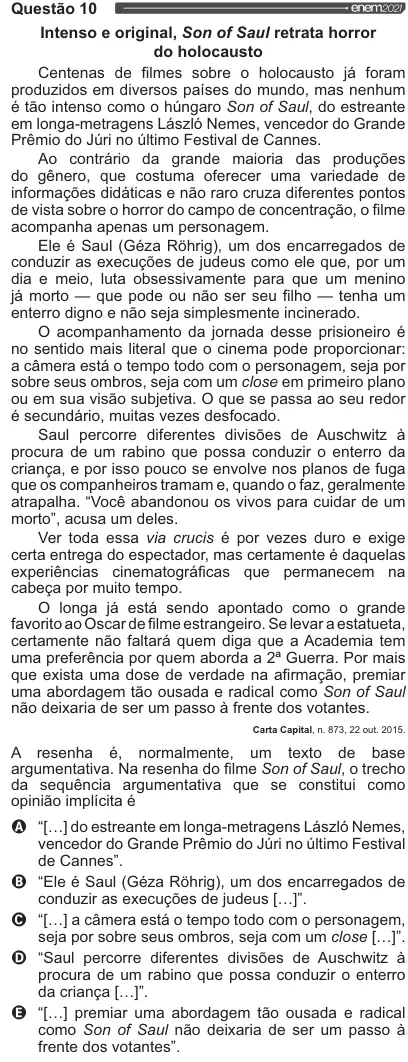 Questão 10 enem2021
Intenso e original, Son of Saul retrata horror
do holocausto
Centenas de filmes sobre o holocausto já foram
produzidos em diversos países do mundo, mas nenhum
é tão intenso como o húngaro Son of Saul, do estreante
em longa-metragens László Nemes, vencedor do Grande
Prêmio do Júri no último Festival de Cannes.
Ao contrário da grande maioria das produções
do gênero, que costuma oferecer uma variedade de
informações didáticas e não raro cruza diferentes pontos
de vista sobre o horror do campo de concentração, o filme
acompanha apenas um personagem.
Ele é Saul (Géza Röhrig), um dos encarregados de
conduzir as execuções de judeus como ele que, por um
dia e meio, luta obsessivamente para que um menino
já morto — que pode ou não ser seu filho — tenha um
enterro digno e não seja simplesmente incinerado.
O acompanhamento da jornada desse prisioneiro é
no sentido mais literal que o cinema pode proporcionar:
a câmera está o tempo todo com o personagem, seja por
sobre seus ombros, seja com um close em primeiro plano
ou em sua visão subjetiva. O que se passa ao seu redor
é secundário, muitas vezes desfocado.
Saul percorre diferentes divisões de Auschwitz à
procura de um rabino que possa conduzir o enterro da
criança, e por isso pouco se envolve nos planos de fuga
que os companheiros tramam e, quando o faz, geralmente
atrapalha. “Você abandonou os vivos para cuidar de um
morto”, acusa um deles.
Ver toda essa via crucis é por vezes duro e exige
certa entrega do espectador, mas certamente é daquelas
experiências cinematográficas que permanecem na
cabeça por muito tempo.
O longa já está sendo apontado como o grande
favorito ao Oscar de filme estrangeiro. Se levar a estatueta,
certamente não faltará quem diga que a Academia tem
uma preferência por quem aborda a 2ª Guerra. Por mais
que exista uma dose de verdade na afirmação, premiar
uma abordagem tão ousada e radical como Son of Saul
não deixaria de ser um passo à frente dos votantes.
Carta Capital, n. 873, 22 out. 2015.
A resenha é, normalmente, um texto de base
argumentativa. Na resenha do filme Son of Saul, o trecho
da sequência argumentativa que se constitui como
opinião implícita é
A “[…] do estreante em longa-metragens László Nemes,
vencedor do Grande Prêmio do Júri no último Festival
de Cannes”.
B “Ele é Saul (Géza Röhrig), um dos encarregados de
conduzir as execuções de judeus […]”.
C “[…] a câmera está o tempo todo com o personagem,
seja por sobre seus ombros, seja com um close […]”.
D “Saul percorre diferentes divisões de Auschwitz à
procura de um rabino que possa conduzir o enterro
da criança […]”.
E “[…] premiar uma abordagem tão ousada e radical
como Son of Saul não deixaria de ser um passo à
frente dos votantes”.